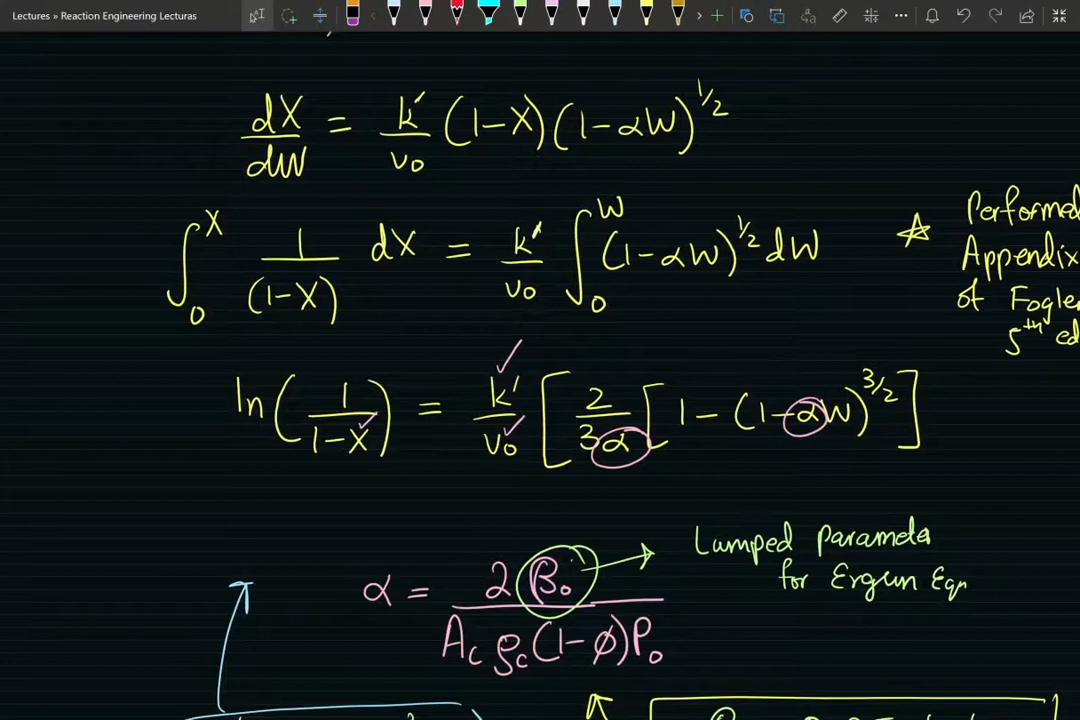 Lectures » Reaction Engineering Lecturas
dX/dW = k'/v0 (1-X)(1-αW)^1/2
∫0^X 1/(1-X) dX = k'/v0 ∫0^W (1-αW)^1/2 dW
Performed
Appendix
of Fogler
5th ed
ln(1/1-X) = k'/v0 [2/3α [1-(1-αW)^3/2]
α = 2β0/Ac ρc(1-ϕ)P0
Lumped Parameter
for Ergun Eqn